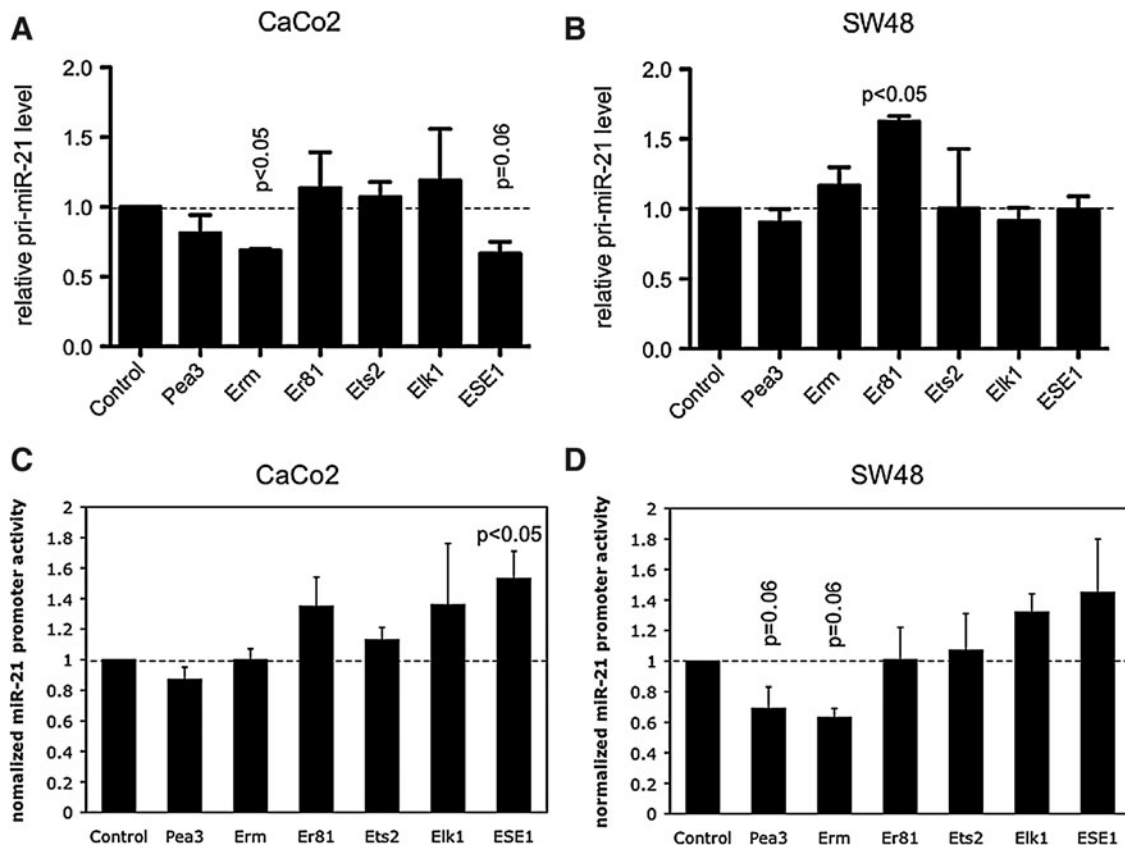 A
CaCo2
relative pri-miR-21 level
2.0
1.5
1.0
0.5
0.0
p<0.05
p=0.06
Control
Pea3
Erm
Er81
Ets2
Elk1
ESE1
B
SW48
relative pri-miR-21 level
2.0
1.5
1.0
0.5
0.0
p<0.05
Control
Pea3
Erm
Er81
Ets2
Elk1
ESE1
C
CaCo2
nomalized miR-21 promoter activity
2
1.8
1.6
1.4
1.2
1
0.8
0.6
0.4
0.2
0
p<0.05
Control Pea3 Erm Er81 Ets2 Elk1 ESE1
D
SW48
normalized miR-21 promoter activity
2
1.8
1.6
1.4
1.2
1
0.8
0.6
0.4
0.2
0
p=0.06
p=0.06
Control Pea3 Erm Er81 Ets2 Elk1 ESE1